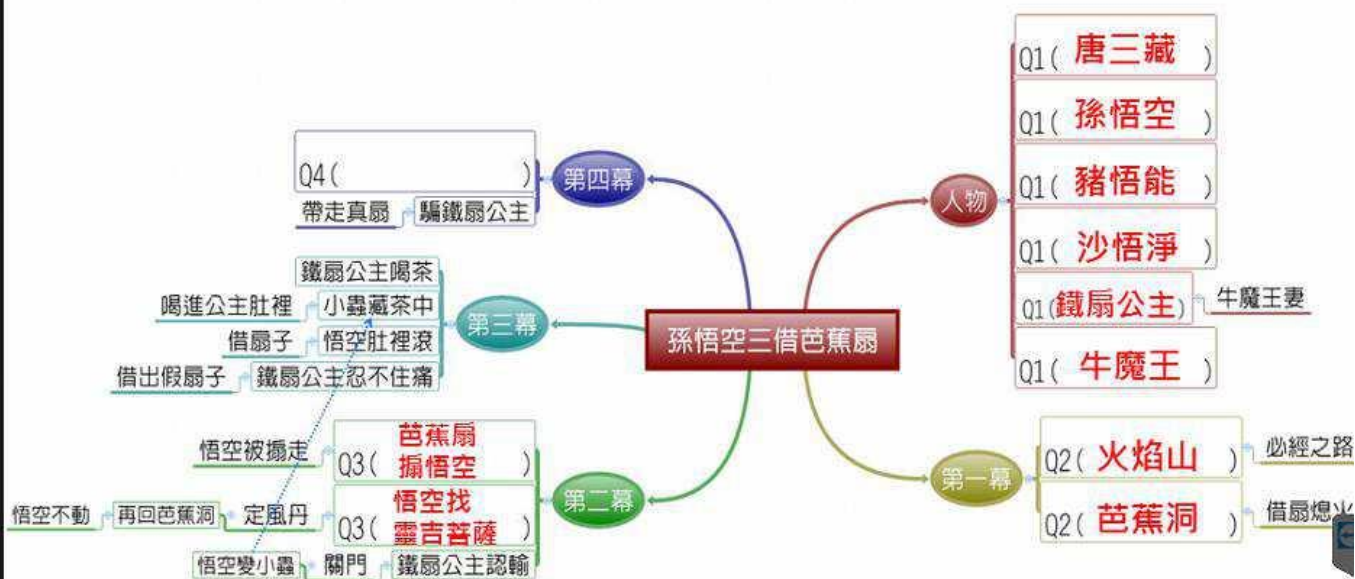 孫悟空三借芭蕉扇
人物
Q1( 唐三藏 )
Q1( 孫悟空 )
Q1( 豬悟能 )
Q1( 沙悟淨 )
Q1(鐵扇公主) 牛魔王妻
Q1( 牛魔王 )
第一幕
Q2( 火焰山 ) 必經之路
Q2( 芭蕉洞 ) 借扇熄火
第二幕
Q3( 芭蕉扇
搧悟空 ) 悟空被搧走
Q3( 悟空找
靈吉菩薩 ) 定風丹 再回芭蕉洞 悟空不動
鐵扇公主認輸 關門 悟空變小蟲
第三幕
鐵扇公主喝茶
小蟲藏茶中 喝進公主肚裡
悟空肚裡滾 借扇子
鐵扇公主忍不住痛 借出假扇子
第四幕
Q4( )
騙鐵扇公主 帶走真扇